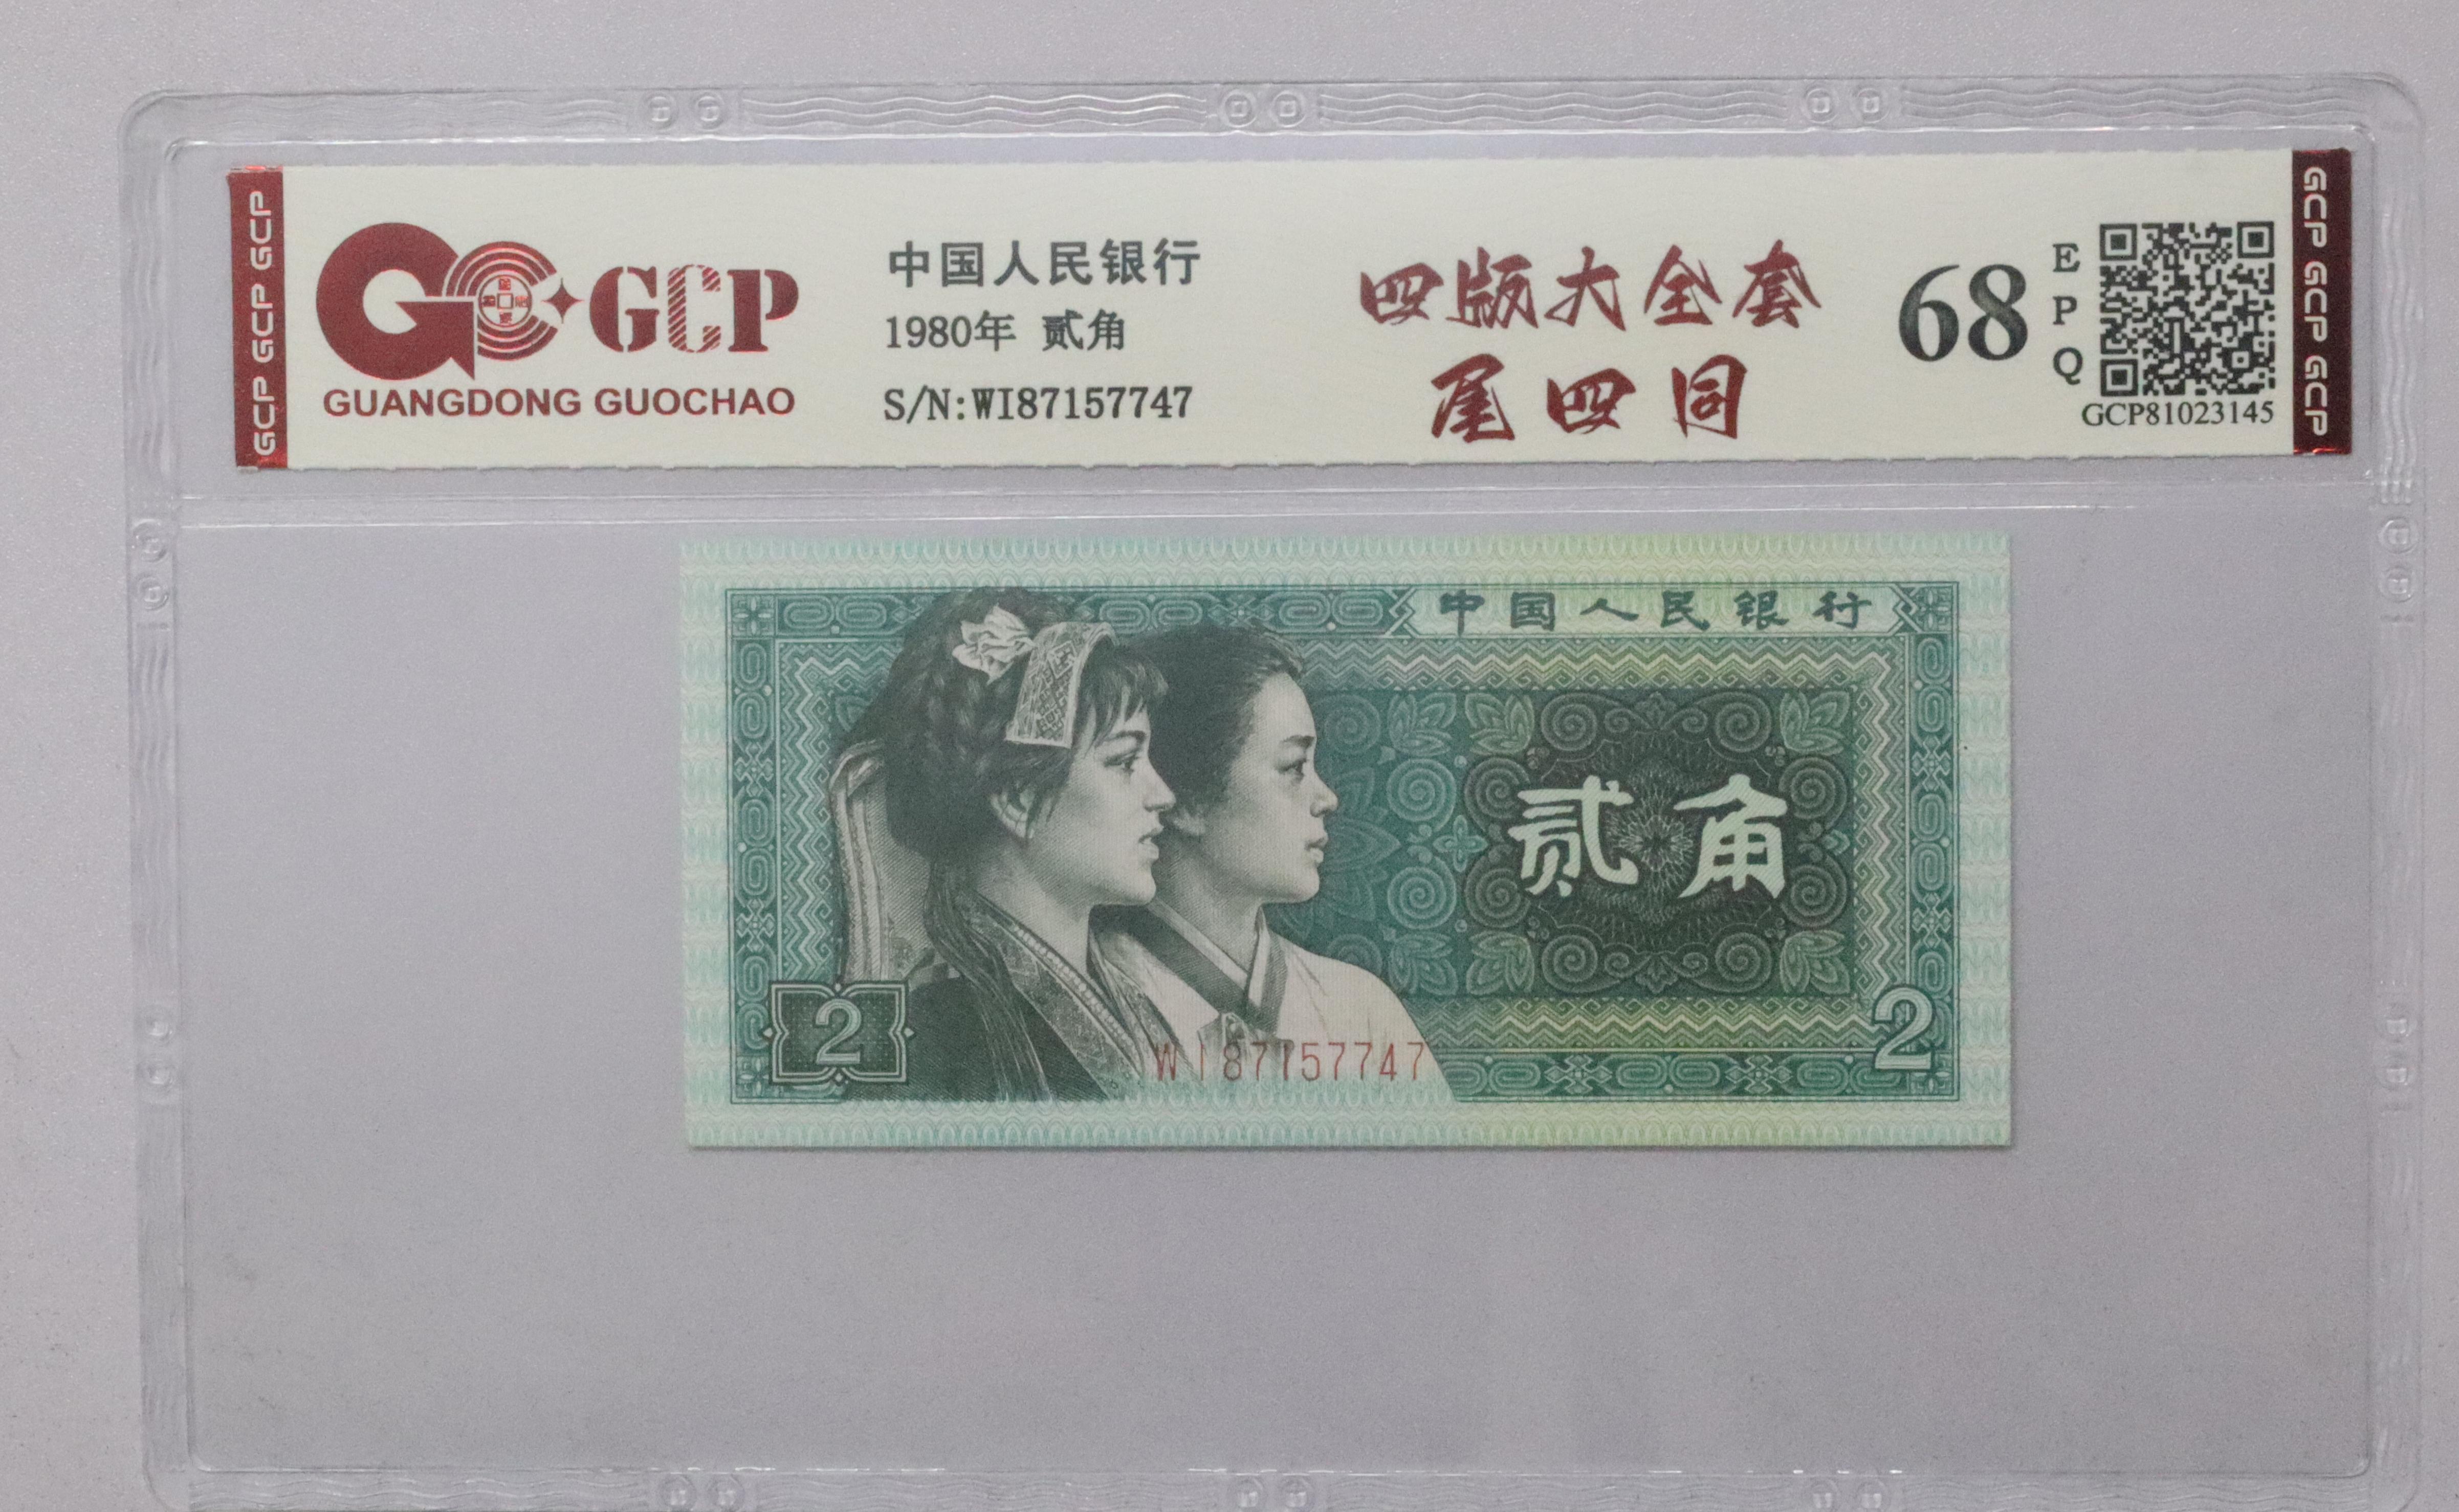 GCP GCP GCP
GCP
GUANGDONG GUOCHAO
中国人民银行
1980年 贰角
S/N:WI87157747
四版大全套
尾四同
68
EPQ
GCP81023145
GCP GCP GCP
中国人民银行
贰角
2
WI87157747
2